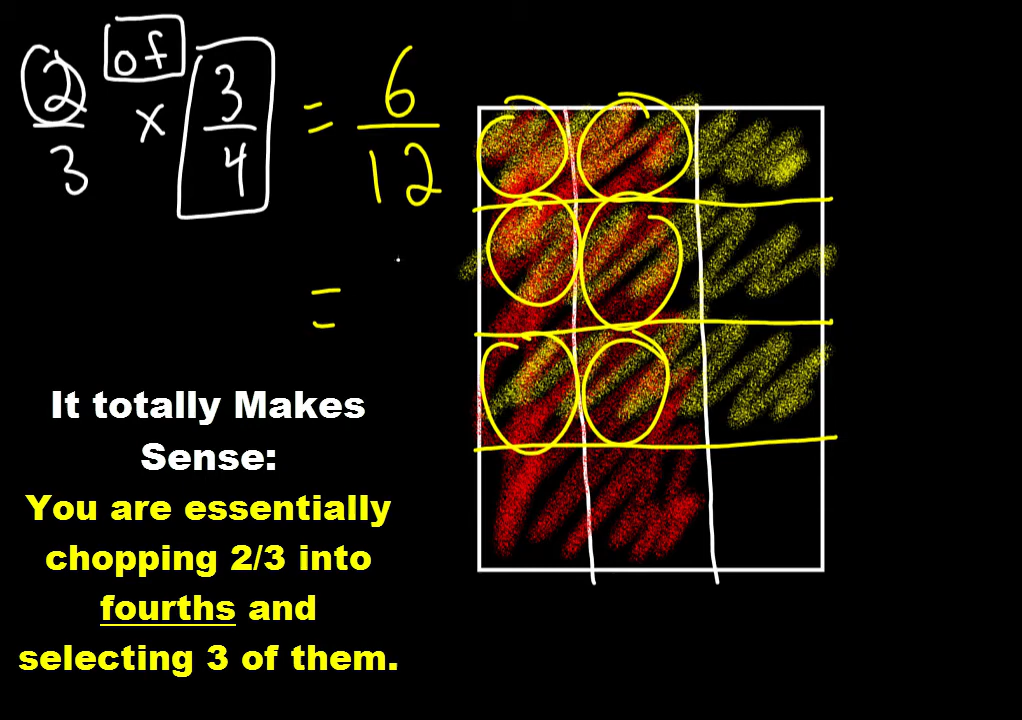 2/3 of x 3/4 = 6/12
=
It totally Makes
Sense:
You are essentially
chopping 2/3 into
fourths and
selecting 3 of them.